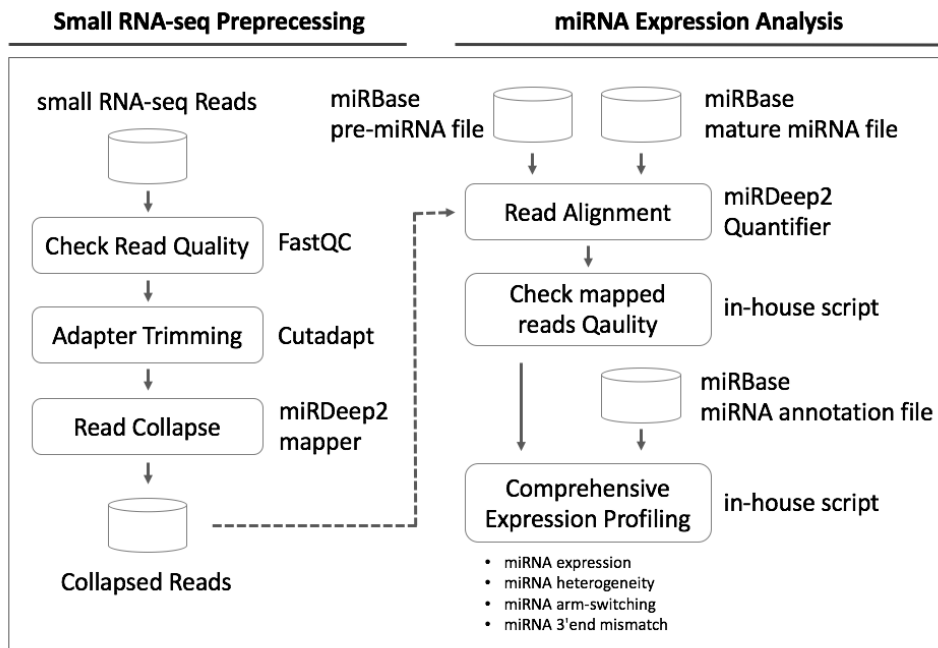 Small RNA-seq Preprecessing
small RNA-seq Reads
Check Read Quality
FastQC
Adapter Trimming
Cutadapt
Read Collapse
miRDeep2
mapper
Collapsed Reads
miRNA Expression Analysis
miRBase
pre-miRNA file
miRBase
mature miRNA file
Read Alignment
miRDeep2
Quantifier
Check mapped
reads Qaulity
in-house script
miRBase
miRNA annotation file
Comprehensive
Expression Profiling
in-house script
• miRNA expression
• miRNA heterogeneity
• miRNA arm-switching
• miRNA 3'end mismatch